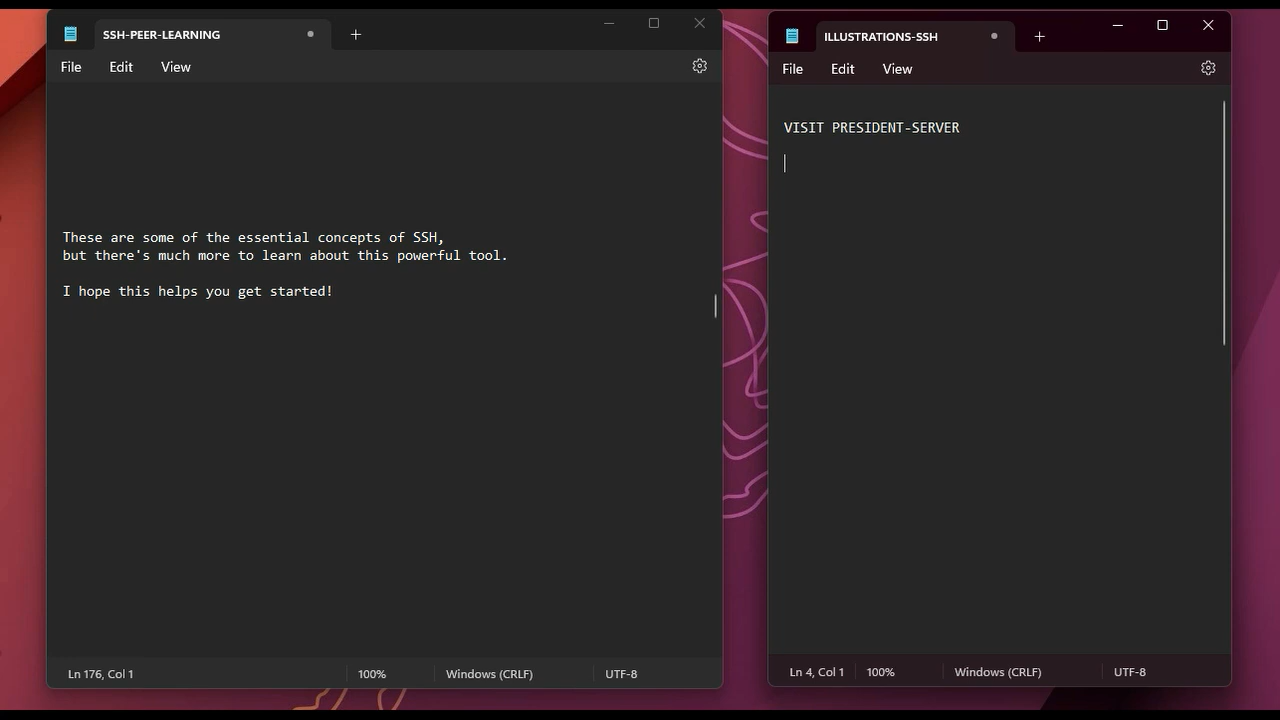 SSH-PEER-LEARNING
File Edit View
These are some of the essential concepts of SSH,
but there's much more to learn about this powerful tool.
I hope this helps you get started!
Ln 176, Col 1 100% Windows (CRLF) UTF-8
ILLUSTRATIONS-SSH
File Edit View
VISIT PRESIDENT-SERVER
Ln 4, Col 1 100% Windows (CRLF) UTF-8